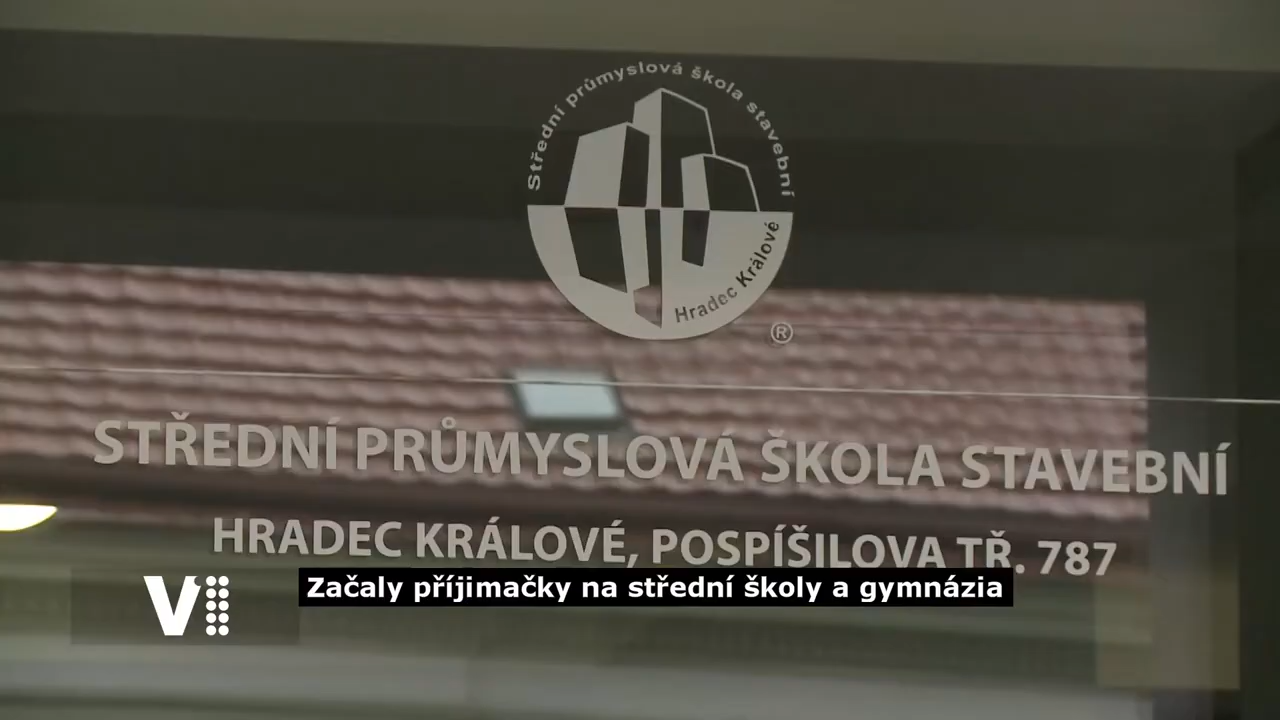 Střední průmyslová škola stavební
Hradec Králové
®
STŘEDNÍ PRŮMYSLOVÁ ŠKOLA STAVEBNÍ
HRADEC KRÁLOVÉ, POSPÍŠILOVA TŘ. 787
Začaly příjimačky na střední školy a gymnázia
V